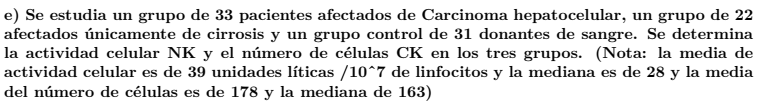 e) Se estudia un grupo de 33 pacientes afectados de Carcinoma hepatocelular, un grupo de 22
afectados únicamente de cirrosis y un grupo control de 31 donantes de sangre. Se determina
la actividad celular NK y el número de células CK en los tres grupos. (Nota: la media de
actividad celular es de 39 unidades líticas /10^7 de linfocitos y la mediana es de 28 y la media
del número de células es de 178 y la mediana de 163)